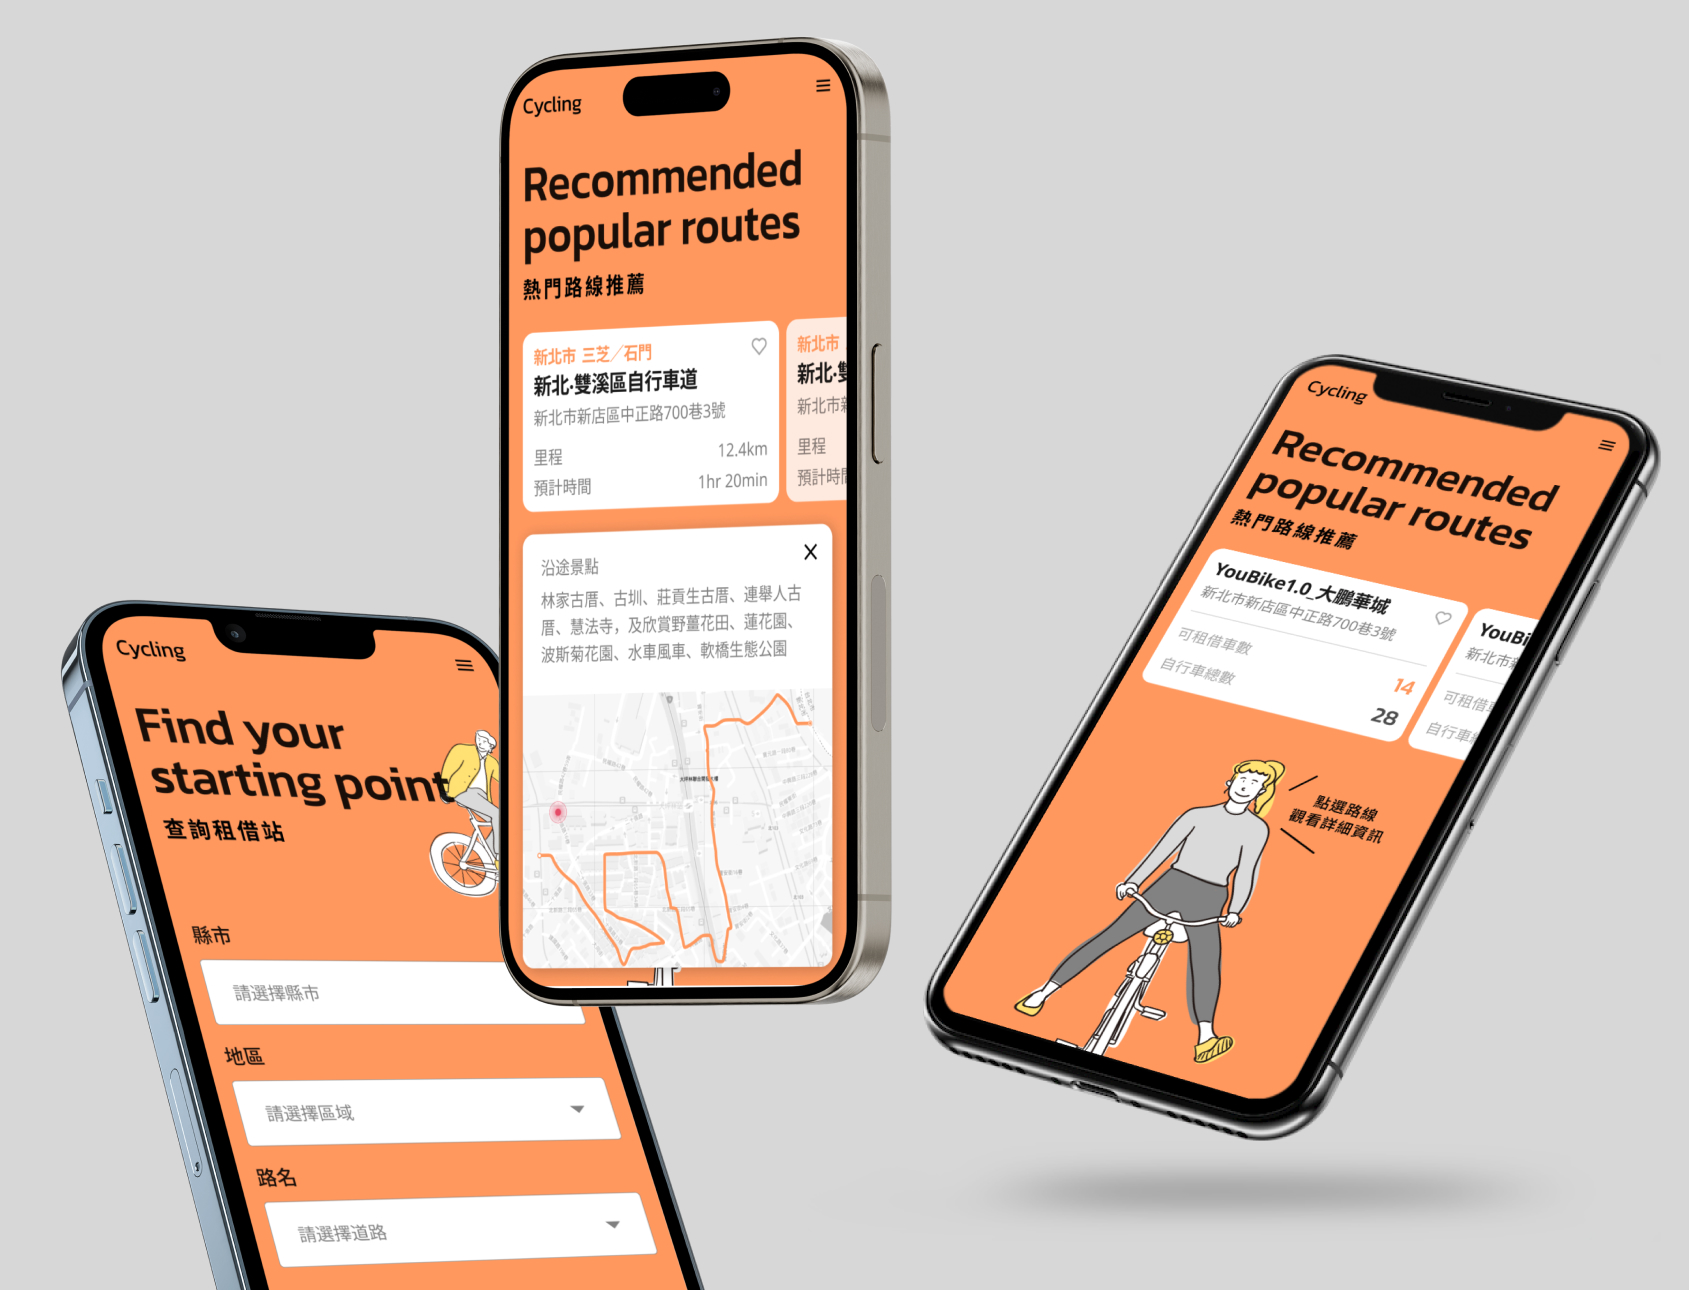 Cycling
Recommended
popular routes
熱門路線推薦
新北市 三芝／石門
新北·雙溪區自行車道
新北市新店區中正路700巷3號
里程 12.4km
預計時間 1hr 20min
新北市
新北·雙
新北市新
里程
預計時間
X
沿途景點
林家古厝、古圳、莊貢生古厝、連舉人古
厝、慧法寺，及欣賞野薑花田、蓮花園、
波斯菊花園、水車風車、軟橋生態公園
Cycling
Find your
starting point
查詢租借站
縣市
請選擇縣市
地區
請選擇區域
路名
請選擇道路
Cycling
Recommended
popular routes
熱門路線推薦
YouBike1.0_大鵬華城
新北市新店區中正路700巷3號
可租借車數 14
自行車總數 28
YouBi
新北市新
可租借車
自行車
點選路線
觀看詳細資訊